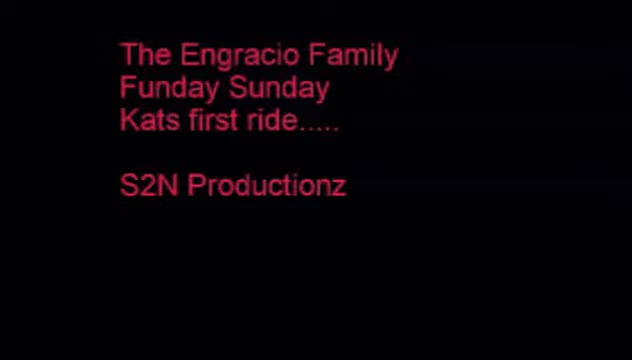 The Engracio Family
Funday Sunday
Kats first ride.....
S2N Productionz